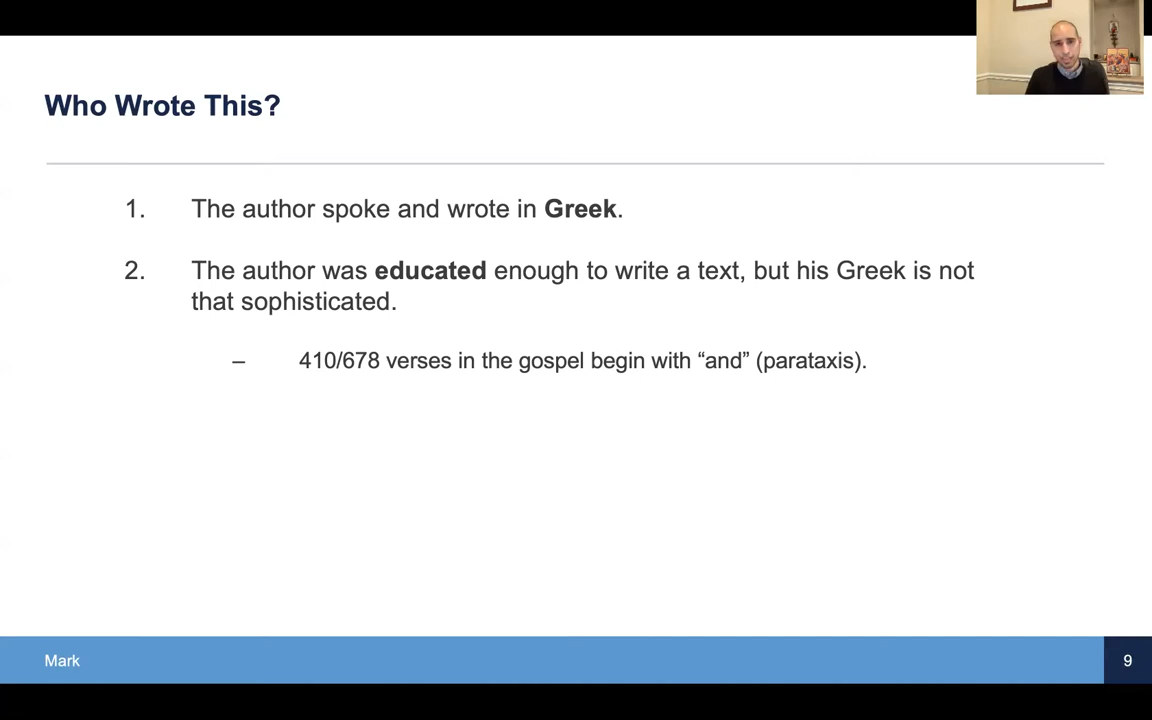 Who Wrote This?
1. The author spoke and wrote in Greek.
2. The author was educated enough to write a text, but his Greek is not
that sophisticated.
– 410/678 verses in the gospel begin with “and” (parataxis).
Mark
9